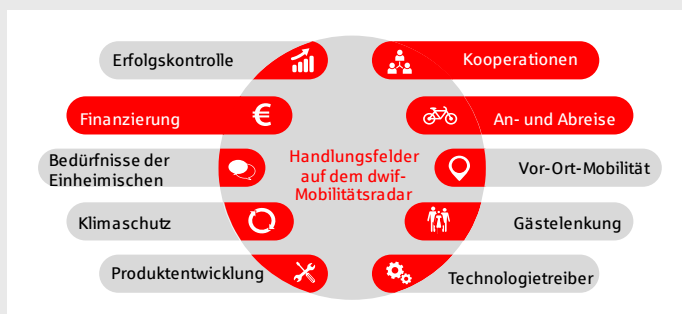 Erfolgskontrolle
Kooperationen
Finanzierung
€
An- und Abreise
Bedürfnisse der
Einheimischen
Handlungsfelder
auf dem dwif-
Mobilitätsradar
Vor-Ort-Mobilität
Klimaschutz
Gästelenkung
Produktentwicklung
Technologietreiber